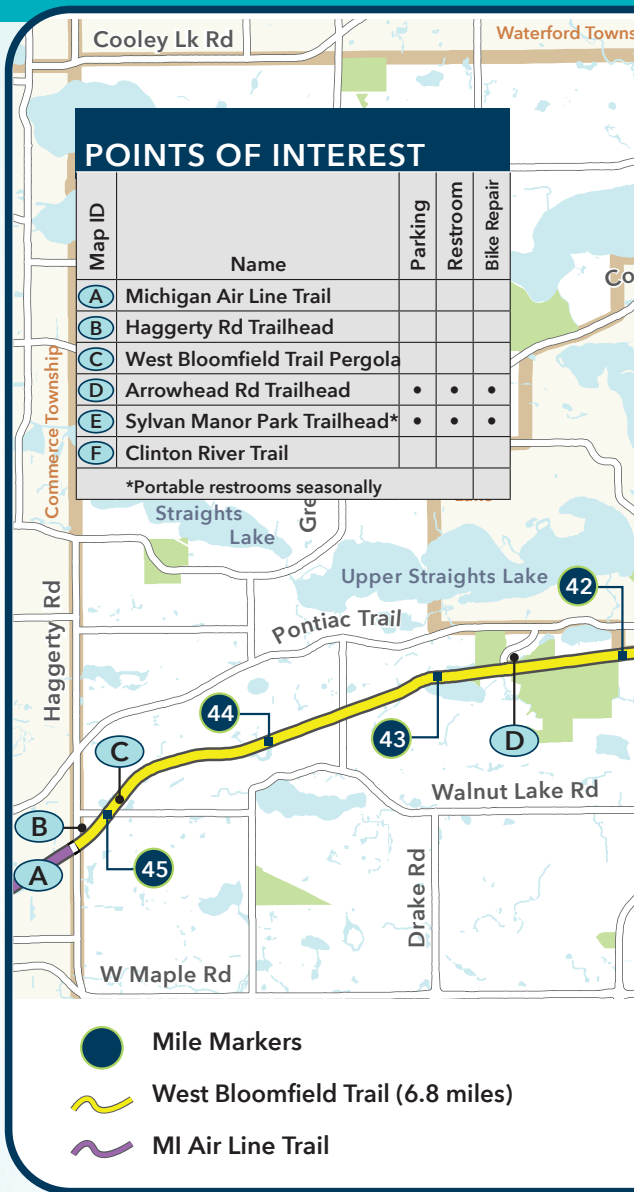 Cooley Lk Rd
Waterford Towns
POINTS OF INTEREST
Map ID Name Parking Restroom Bike Repair
A Michigan Air Line Trail
B Haggerty Rd Trailhead
C West Bloomfield Trail Pergola
D Arrowhead Rd Trailhead • • •
E Sylvan Manor Park Trailhead* • • •
F Clinton River Trail
*Portable restrooms seasonally
Co
Commerce Township
Straights
Lake
Gre
Upper Straights Lake
42
Pontiac Trail
Haggerty Rd
44
43
D
C
Walnut Lake Rd
B
A
45
Drake Rd
W Maple Rd
Mile Markers
West Bloomfield Trail (6.8 miles)
MI Air Line Trail